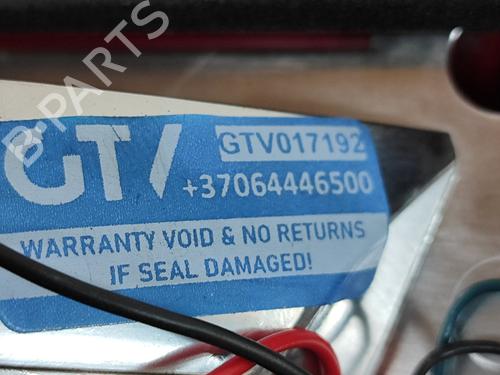 B-PARTS
GTV
GTV017192
+37064446500
WARRANTY VOID & NO RETURNS
IF SEAL DAMAGED!